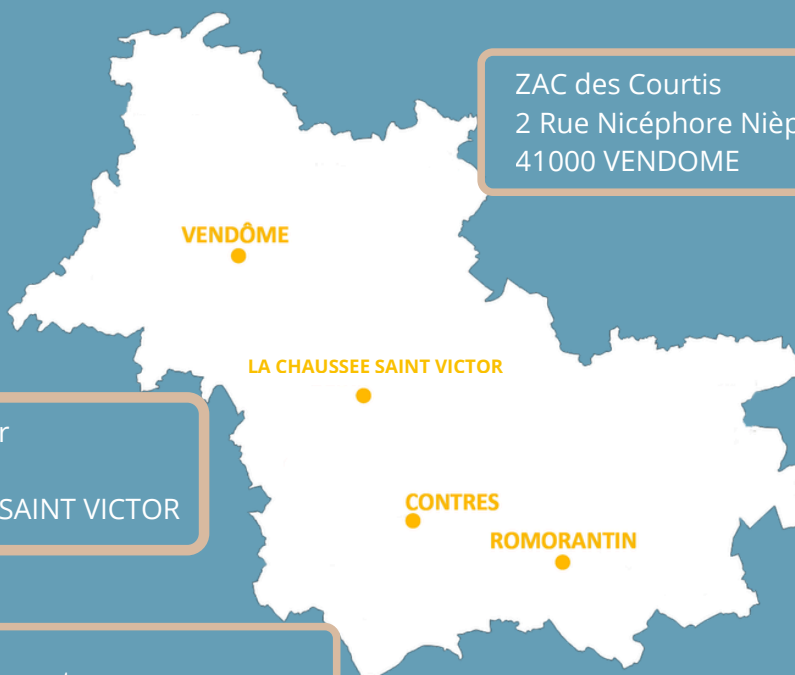 ZAC des Courtis
2 Rue Nicéphore Nièp
41000 VENDOME
VENDÔME
LA CHAUSSEE SAINT VICTOR
SAINT VICTOR
CONTRES
ROMORANTIN